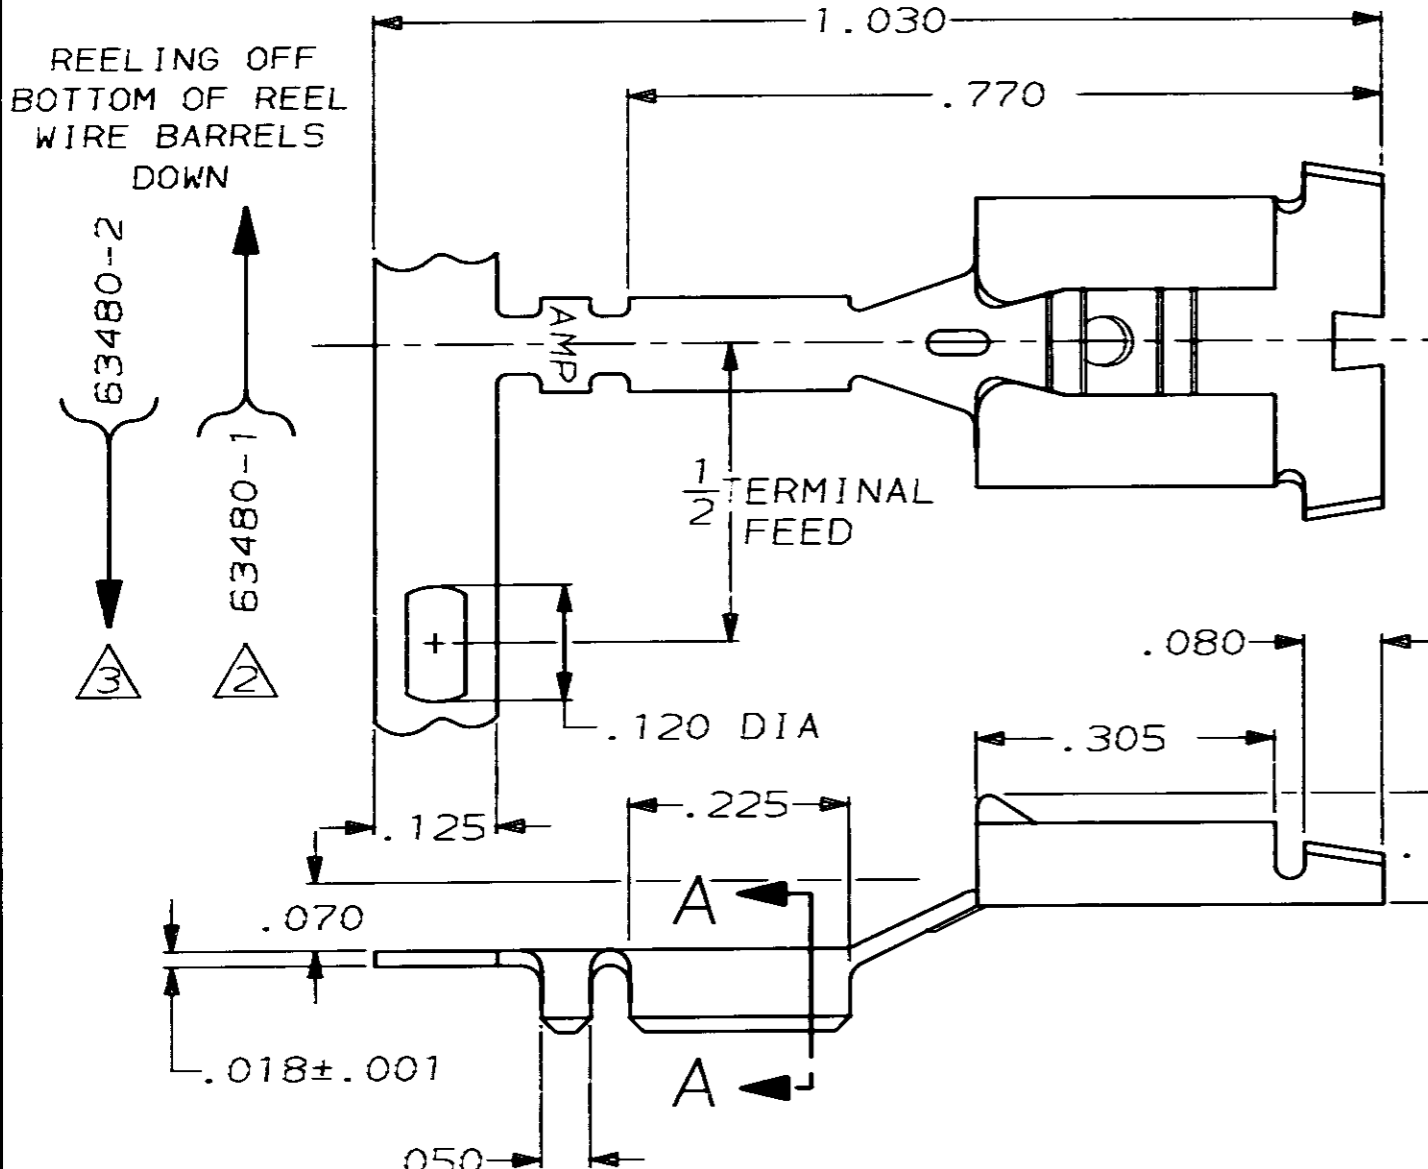 1.030
REELING OFF
BOTTOM OF REEL
WIRE BARRELS
DOWN
.770
63480-2
63480-1
AMP
1/2 TERMINAL
FEED
3
2
.080
.120 DIA
.305
.225
.125
A
.070
.018±.001
A
.050